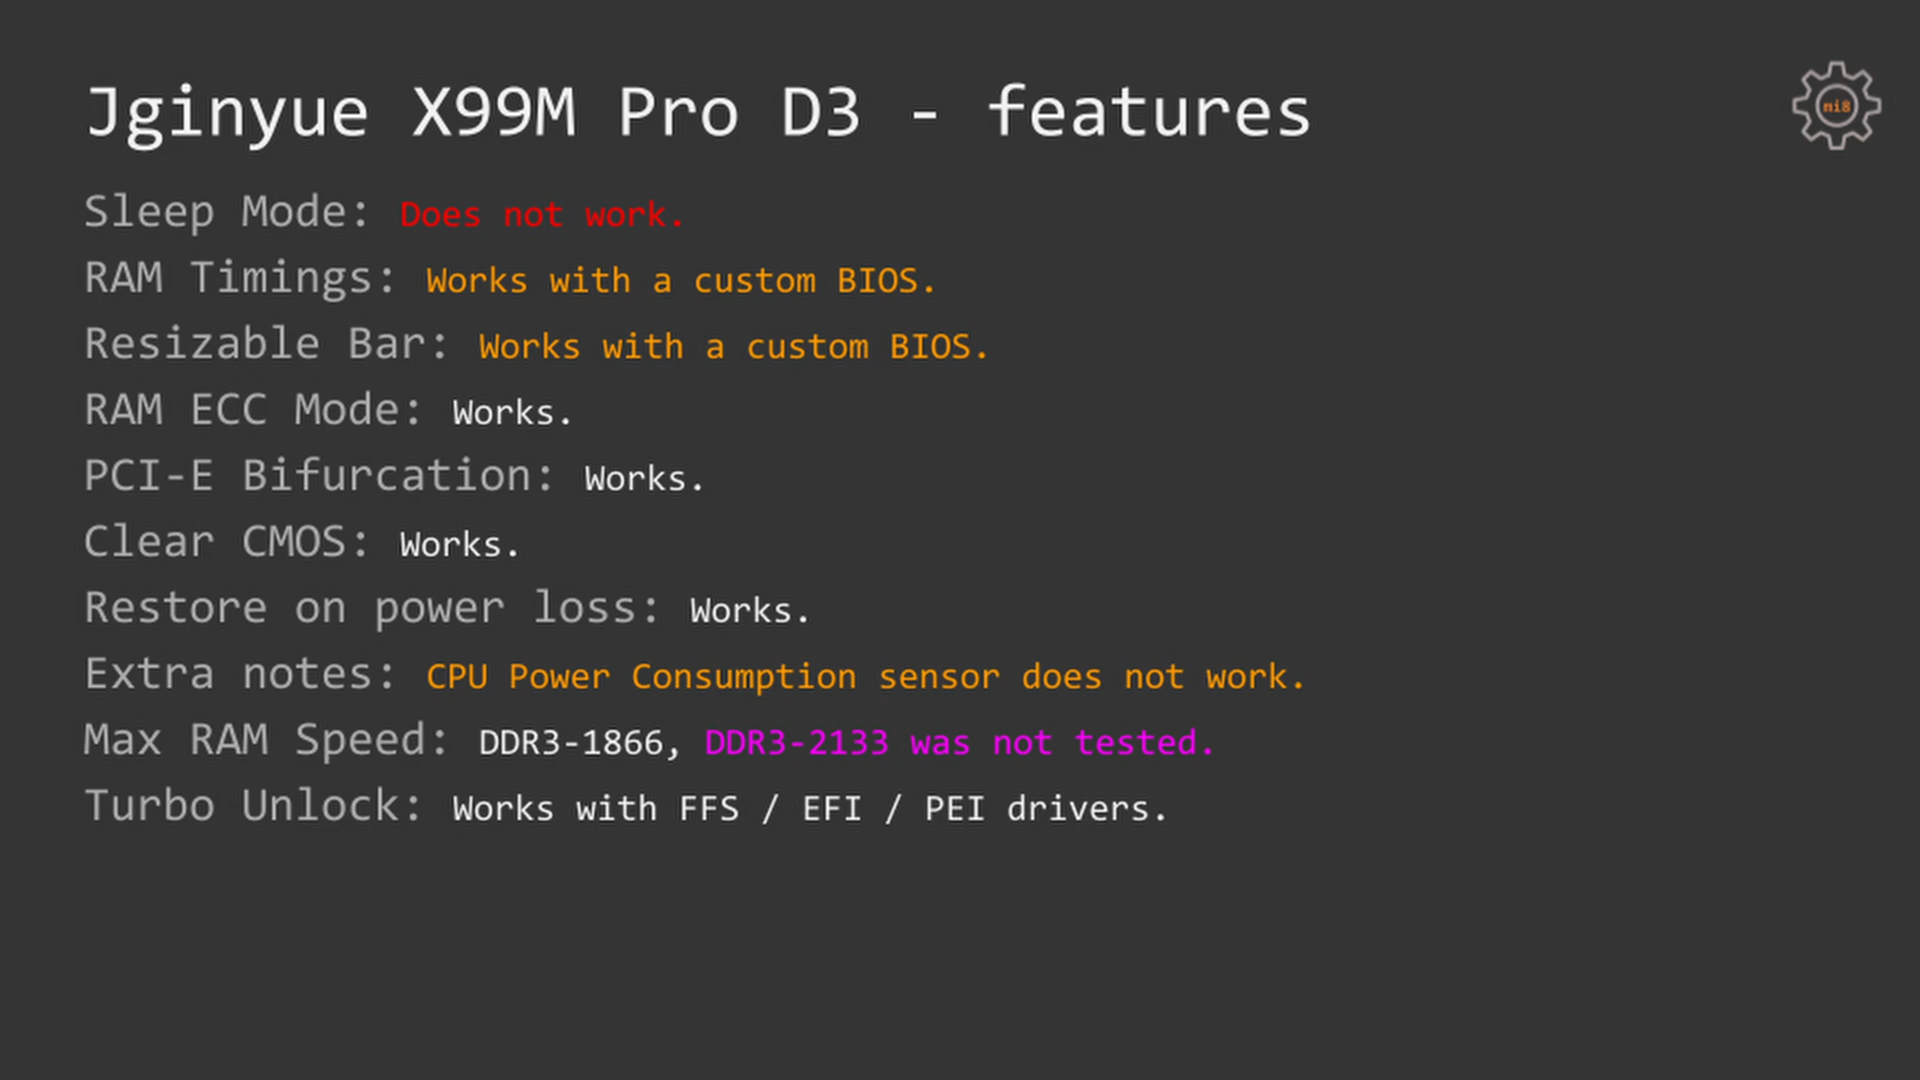 Jginyue X99M Pro D3 - features
mi8
Sleep Mode: Does not work.
RAM Timings: Works with a custom BIOS.
Resizable Bar: Works with a custom BIOS.
RAM ECC Mode: Works.
PCI-E Bifurcation: Works.
Clear CMOS: Works.
Restore on power loss: Works.
Extra notes: CPU Power Consumption sensor does not work.
Max RAM Speed: DDR3-1866, DDR3-2133 was not tested.
Turbo Unlock: Works with FFS / EFI / PEI drivers.